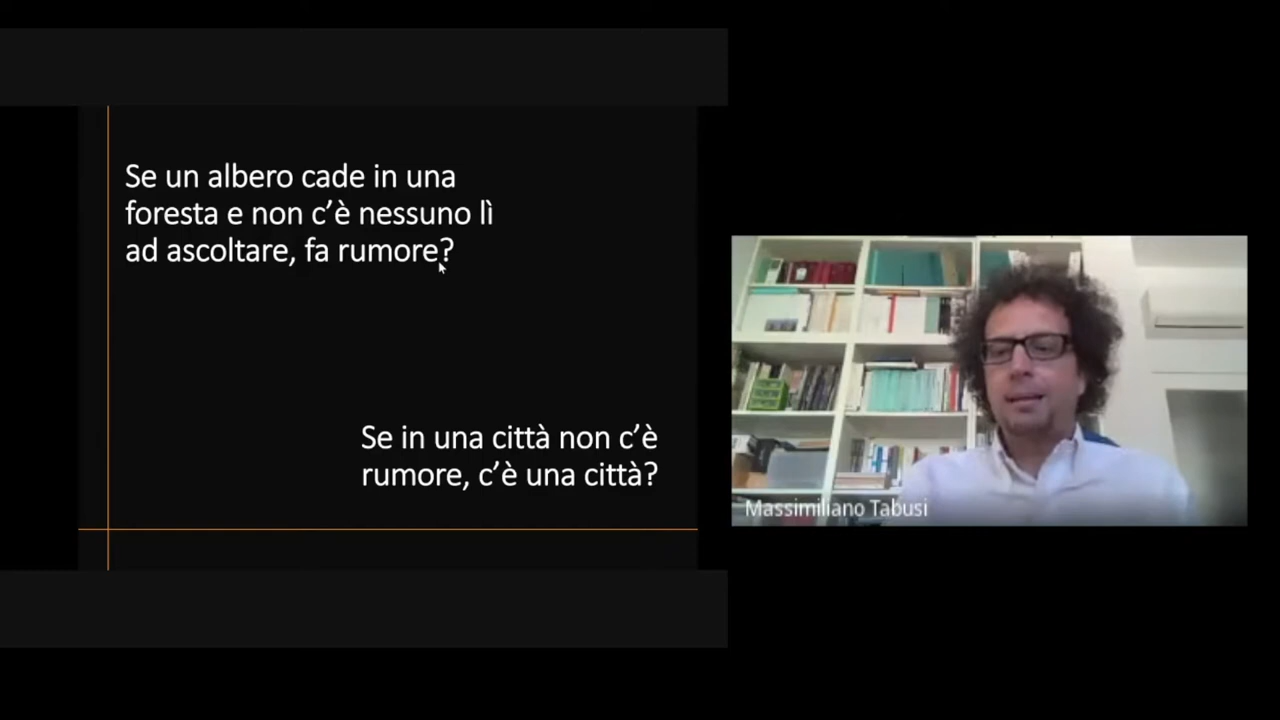 Se un albero cade in una
foresta e non c’è nessuno lì
ad ascoltare, fa rumore?
Se in una città non c’è
rumore, c’è una città?
Massimiliano Tabusi